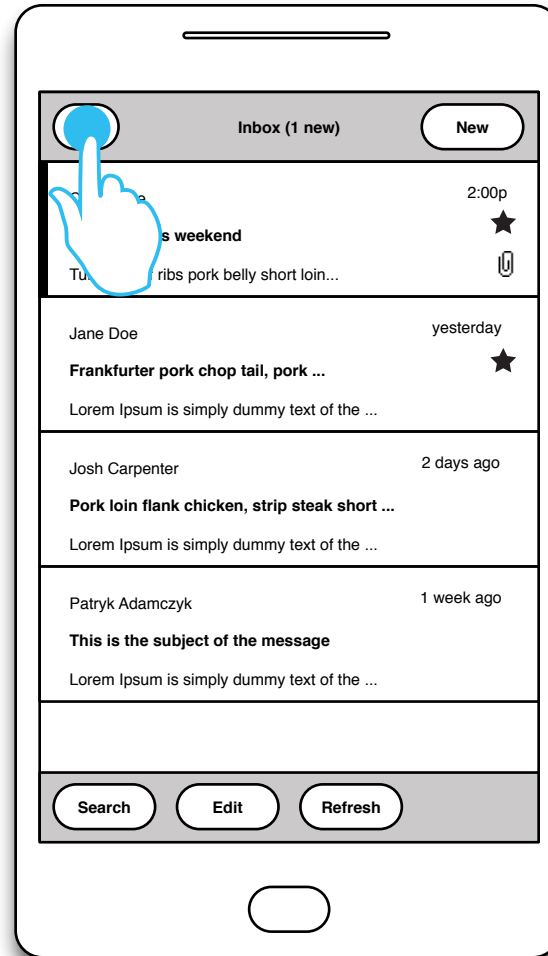 Inbox (1 new)
New
2:00p
s weekend
ribs pork belly short loin...
Jane Doe
yesterday
Frankfurter pork chop tail, pork ...
Lorem Ipsum is simply dummy text of the ...
Josh Carpenter
2 days ago
Pork loin flank chicken, strip steak short ...
Lorem Ipsum is simply dummy text of the ...
Patryk Adamczyk
1 week ago
This is the subject of the message
Lorem Ipsum is simply dummy text of the ...
Search
Edit
Refresh